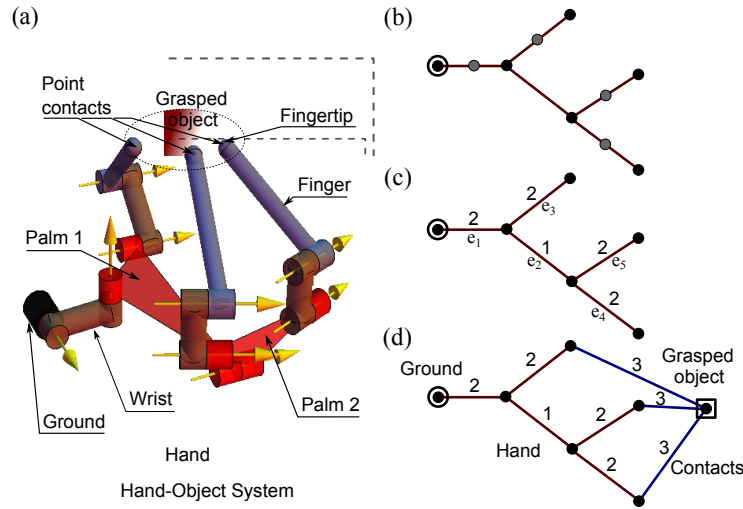 (a)
Point
contacts
Grasped
object
Fingertip
Finger
Palm 1
Palm 2
Wrist
Ground
Hand
Hand-Object System
(b)
(c)
2
e1
2
e3
1
e2
2
e5
2
e4
(d)
Ground
2
2
1
2
2
3
3
3
Hand
Grasped
object
Contacts